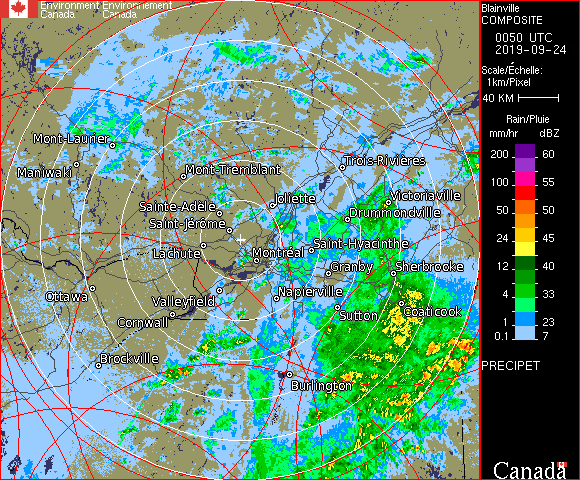 Environment Environnement
Canada Canada
Blainville
COMPOSITE
0050 UTC
2019-09-24
Scale/Échelle:
1km/Pixel
40 KM
Rain/Pluie
mm/hr dBZ
200 60
100 55
50 50
24 45
12 40
4 33
1 23
0.1 7
PRECIPET
Canada
Mont-Laurier
Maniwaki
Mont-Tremblant
Trois-Rivières
Joliette
Victoriaville
Sainte-Adele
Drummondville
Saint-Jérôme
Lachute
Montréal
Saint-Hyacinthe
Granby
Sherbrooke
Ottawa
Valleyfield
Napierville
Cornwall
Sutton
Coaticook
Brockville
Burlington